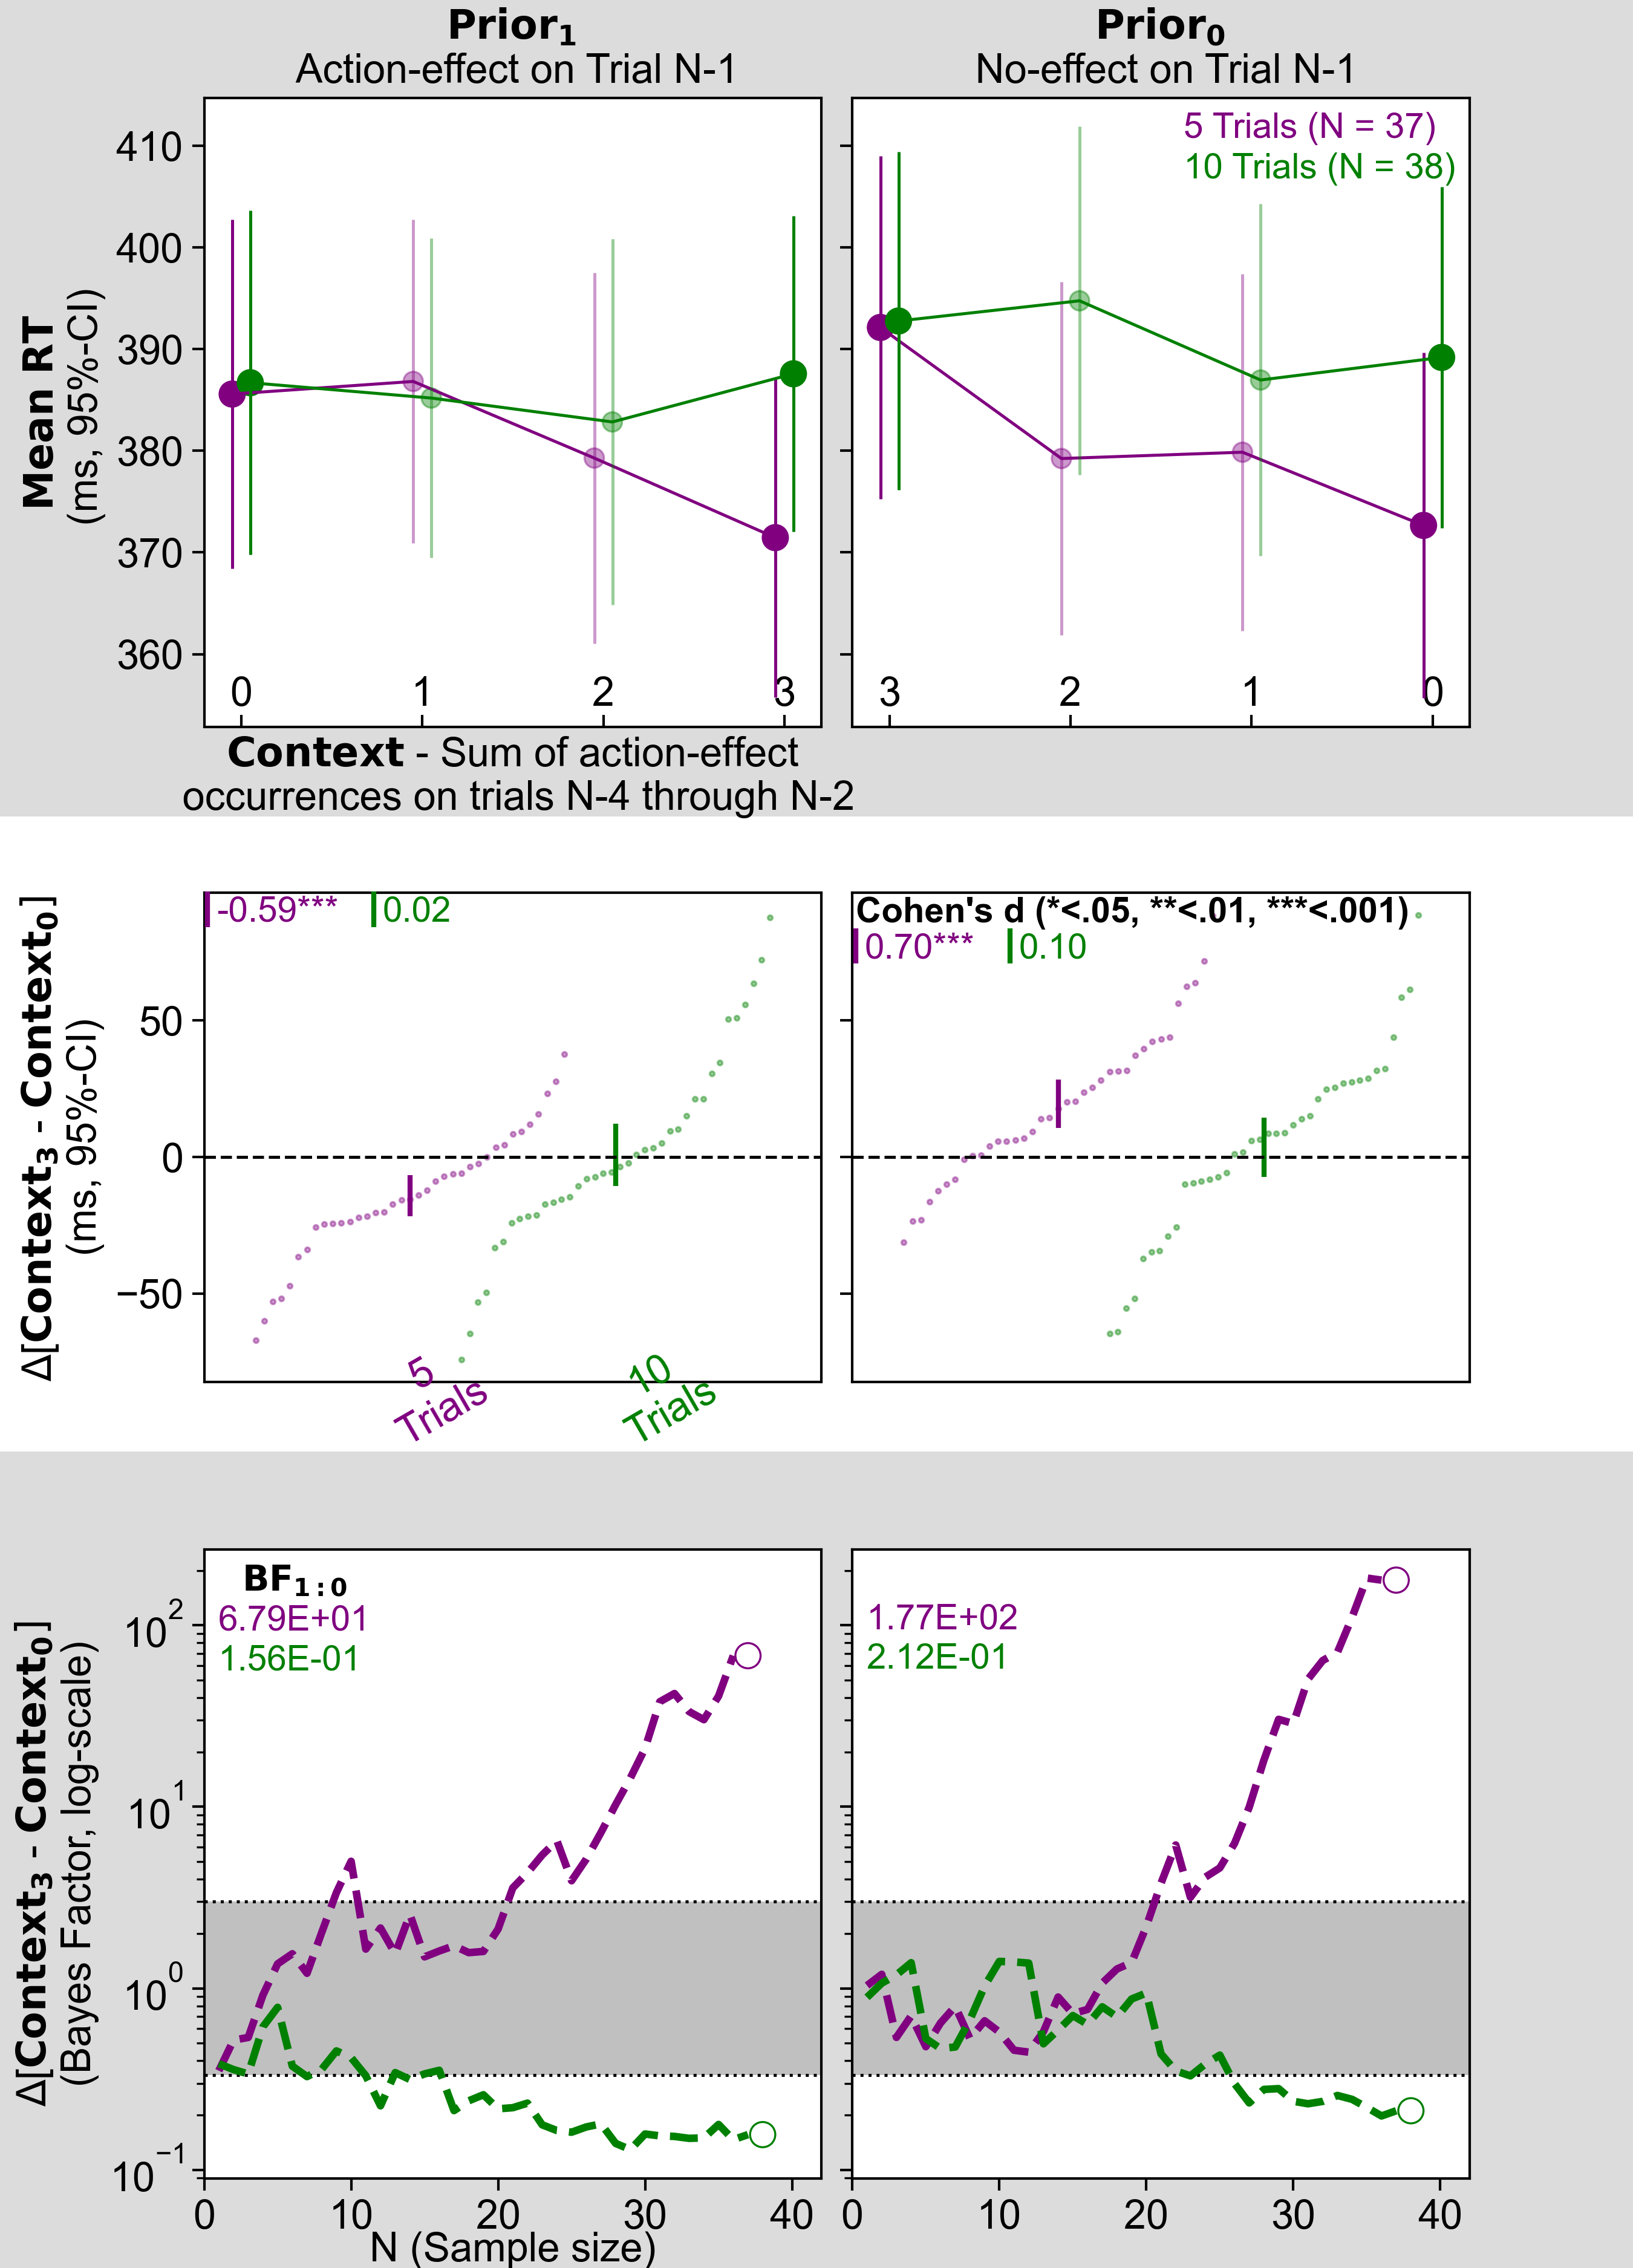 Prior1
Action-effect on Trial N-1
Prior0
No-effect on Trial N-1
Mean RT
(ms, 95%-CI)
410
400
390
380
370
360
5 Trials (N = 37)
10 Trials (N = 38)
0 1 2 3
3 2 1 0
Context - Sum of action-effect
occurrences on trials N-4 through N-2
Δ[Context3 - Context0]
(ms, 95%-CI)
50
0
−50
-0.59*** 0.02
Cohen's d (*<.05, **<.01, ***<.001)
0.70*** 0.10
5
Trials
10
Trials
Δ[Context3 - Context0]
(Bayes Factor, log-scale)
10^2
10^1
10^0
10^−1
BF1:0
6.79E+01
1.56E-01
1.77E+02
2.12E-01
0 10 20 30 40
0 10 20 30 40
N (Sample size)